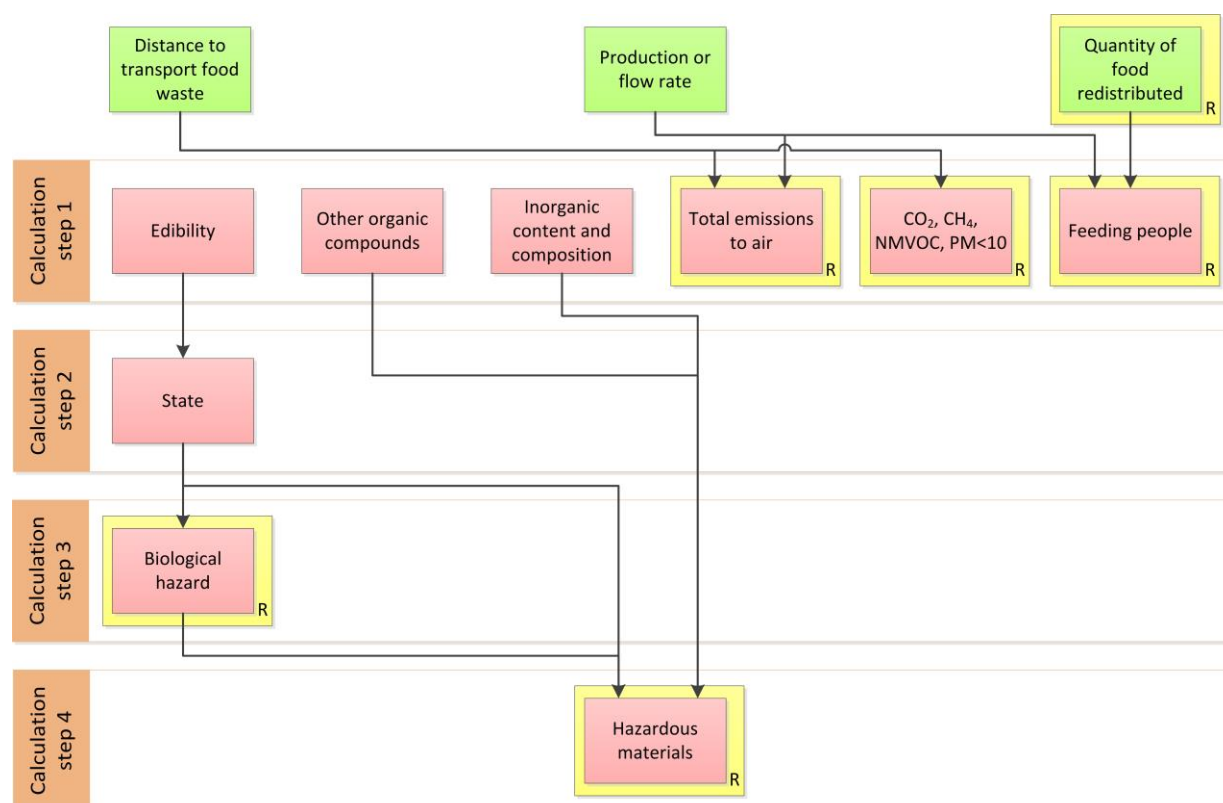 Distance to
transport food
waste
Production or
flow rate
Quantity of
food
redistributed
R
Calculation
step 1
Edibility
Other organic
compounds
Inorganic
content and
composition
Total emissions
to air
R
CO₂, CH₄,
NMVOC, PM<10
R
Feeding people
R
Calculation
step 2
State
Calculation
step 3
Biological
hazard
R
Calculation
step 4
Hazardous
materials
R